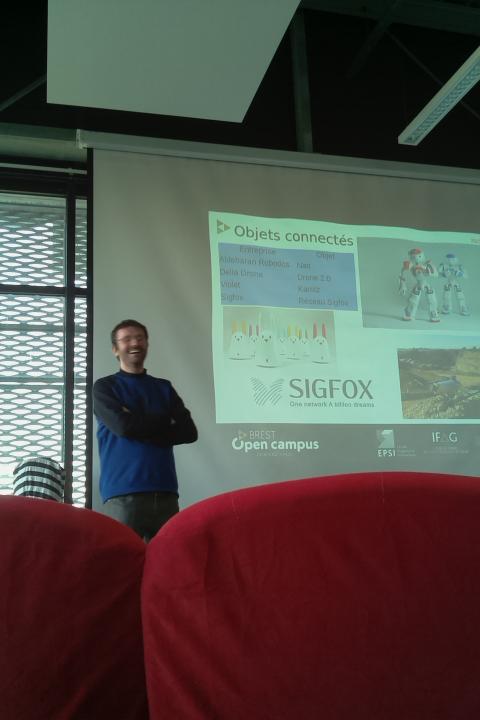 Objets connectés
Entreprise Objet
Aldebaran Robotics Nao
Delta Drone Drone 2.0
Violet Karotz
Sigfox Réseau Sigfox
SIGFOX
One network A billion dreams
BREST
Open campus
EPSI
IFAG